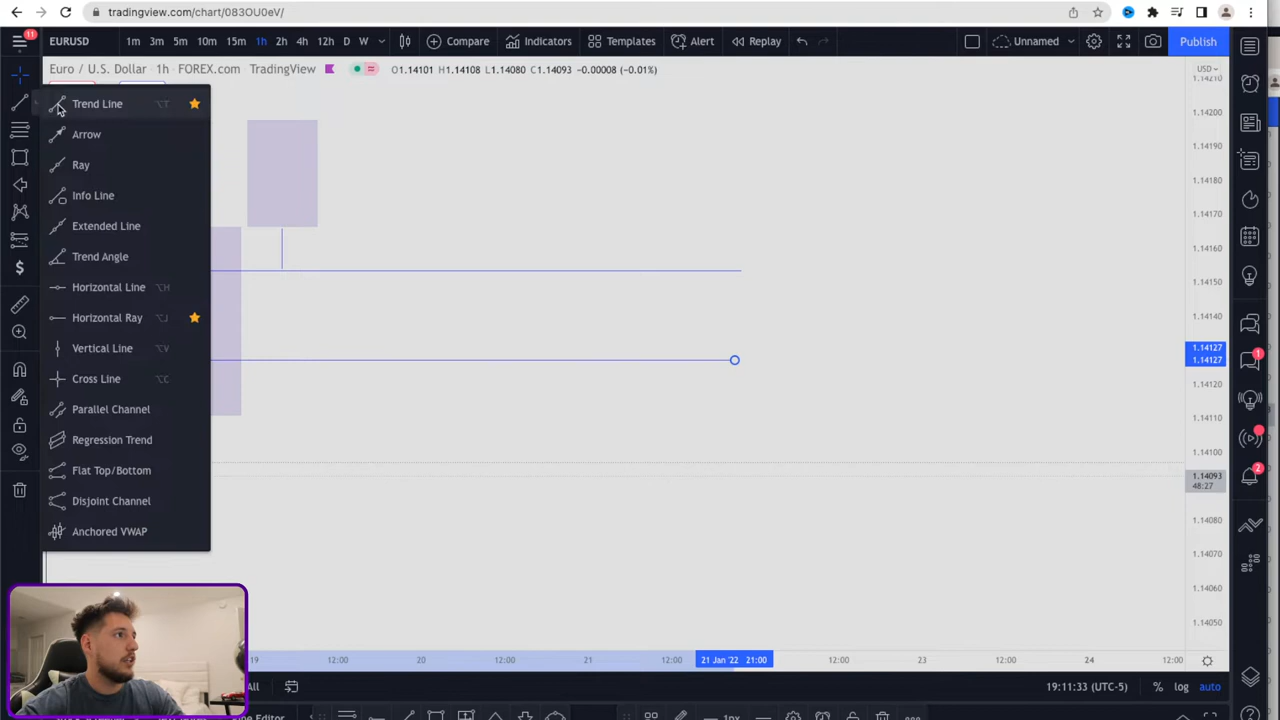 tradingview.com/chart/083OU0eV/
11
EURUSD 1m 3m 5m 10m 15m 1h 2h 4h 12h D W Compare Indicators Templates Alert Replay Unnamed Publish
Euro / U.S. Dollar · 1h · FOREX.com TradingView O1.14101 H1.14108 L1.14080 C1.14093 -0.00008 (-0.01%)
USD
1.14210
1.14200
1.14190
1.14180
1.14170
1.14160
1.14150
1.14140
1.14127
1.14127
1.14120
1.14110
1.14100
1.14093
48:27
1.14080
1.14070
1.14060
1.14050
Trend Line ⌥T
Arrow
Ray
Info Line
Extended Line
Trend Angle
Horizontal Line ⌥H
Horizontal Ray ⌥J
Vertical Line ⌥V
Cross Line ⌥C
Parallel Channel
Regression Trend
Flat Top/Bottom
Disjoint Channel
Anchored VWAP
1
2
19 12:00 20 12:00 21 12:00 21 Jan '22 21:00 12:00 23 12:00 24 12:00
All 19:11:33 (UTC-5) % log auto